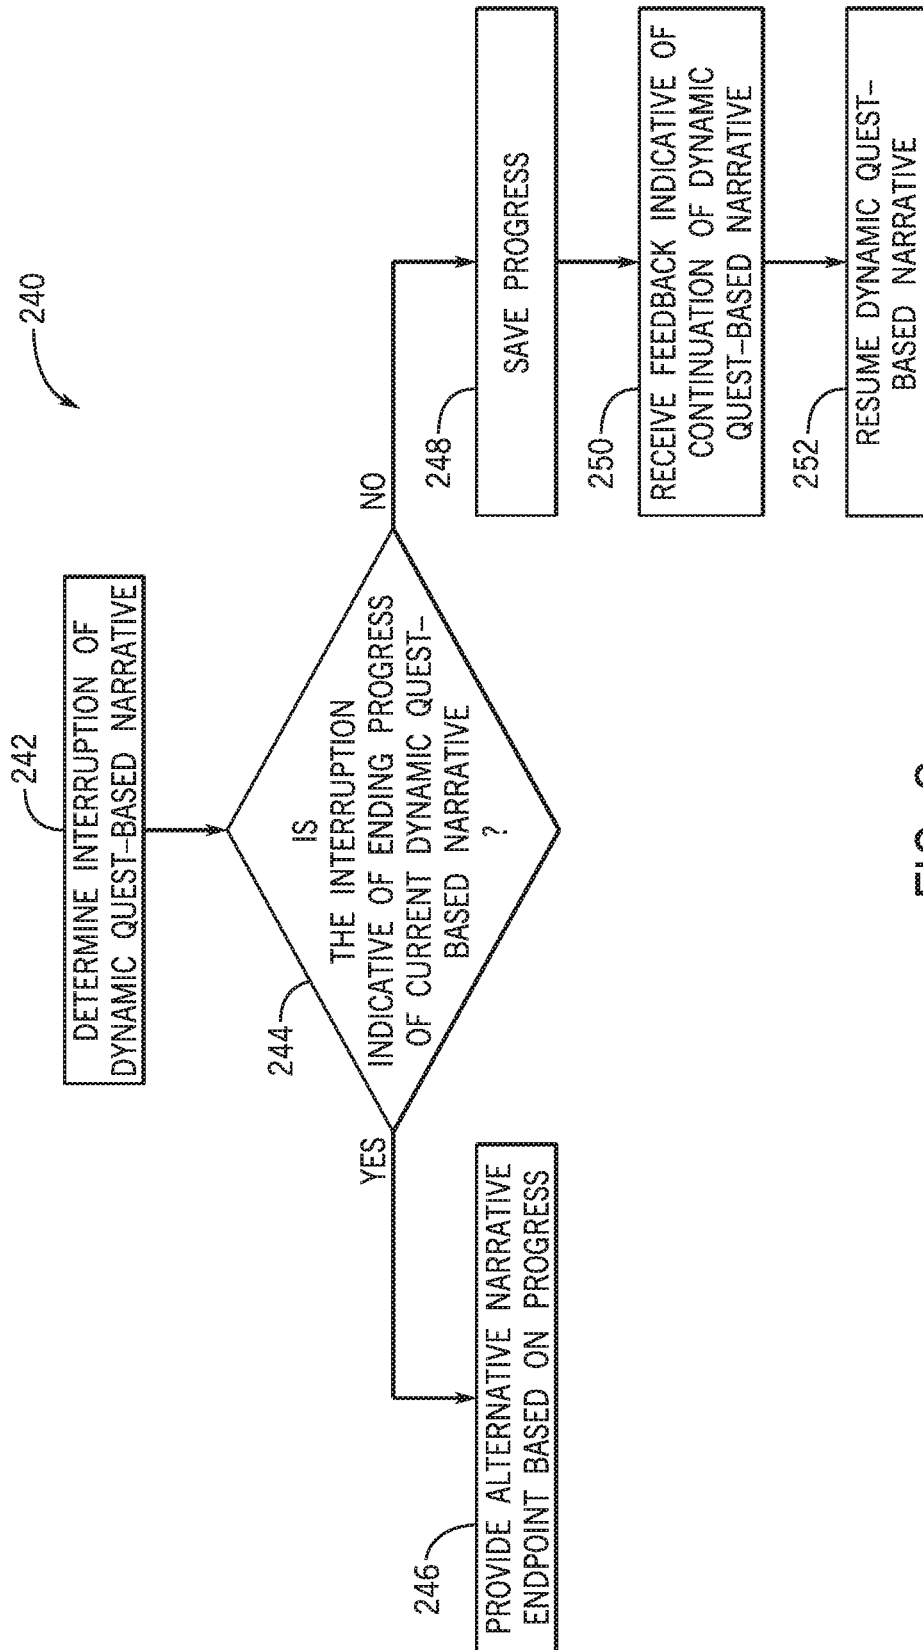 240
242
DETERMINE INTERRUPTION OF
DYNAMIC QUEST–BASED NARRATIVE
244
IS
THE INTERRUPTION
INDICATIVE OF ENDING PROGRESS
OF CURRENT DYNAMIC QUEST–
BASED NARRATIVE
?
YES
NO
246
PROVIDE ALTERNATIVE NARRATIVE
ENDPOINT BASED ON PROGRESS
248
SAVE PROGRESS
250
RECEIVE FEEDBACK INDICATIVE OF
CONTINUATION OF DYNAMIC
QUEST–BASED NARRATIVE
252
RESUME DYNAMIC QUEST–
BASED NARRATIVE